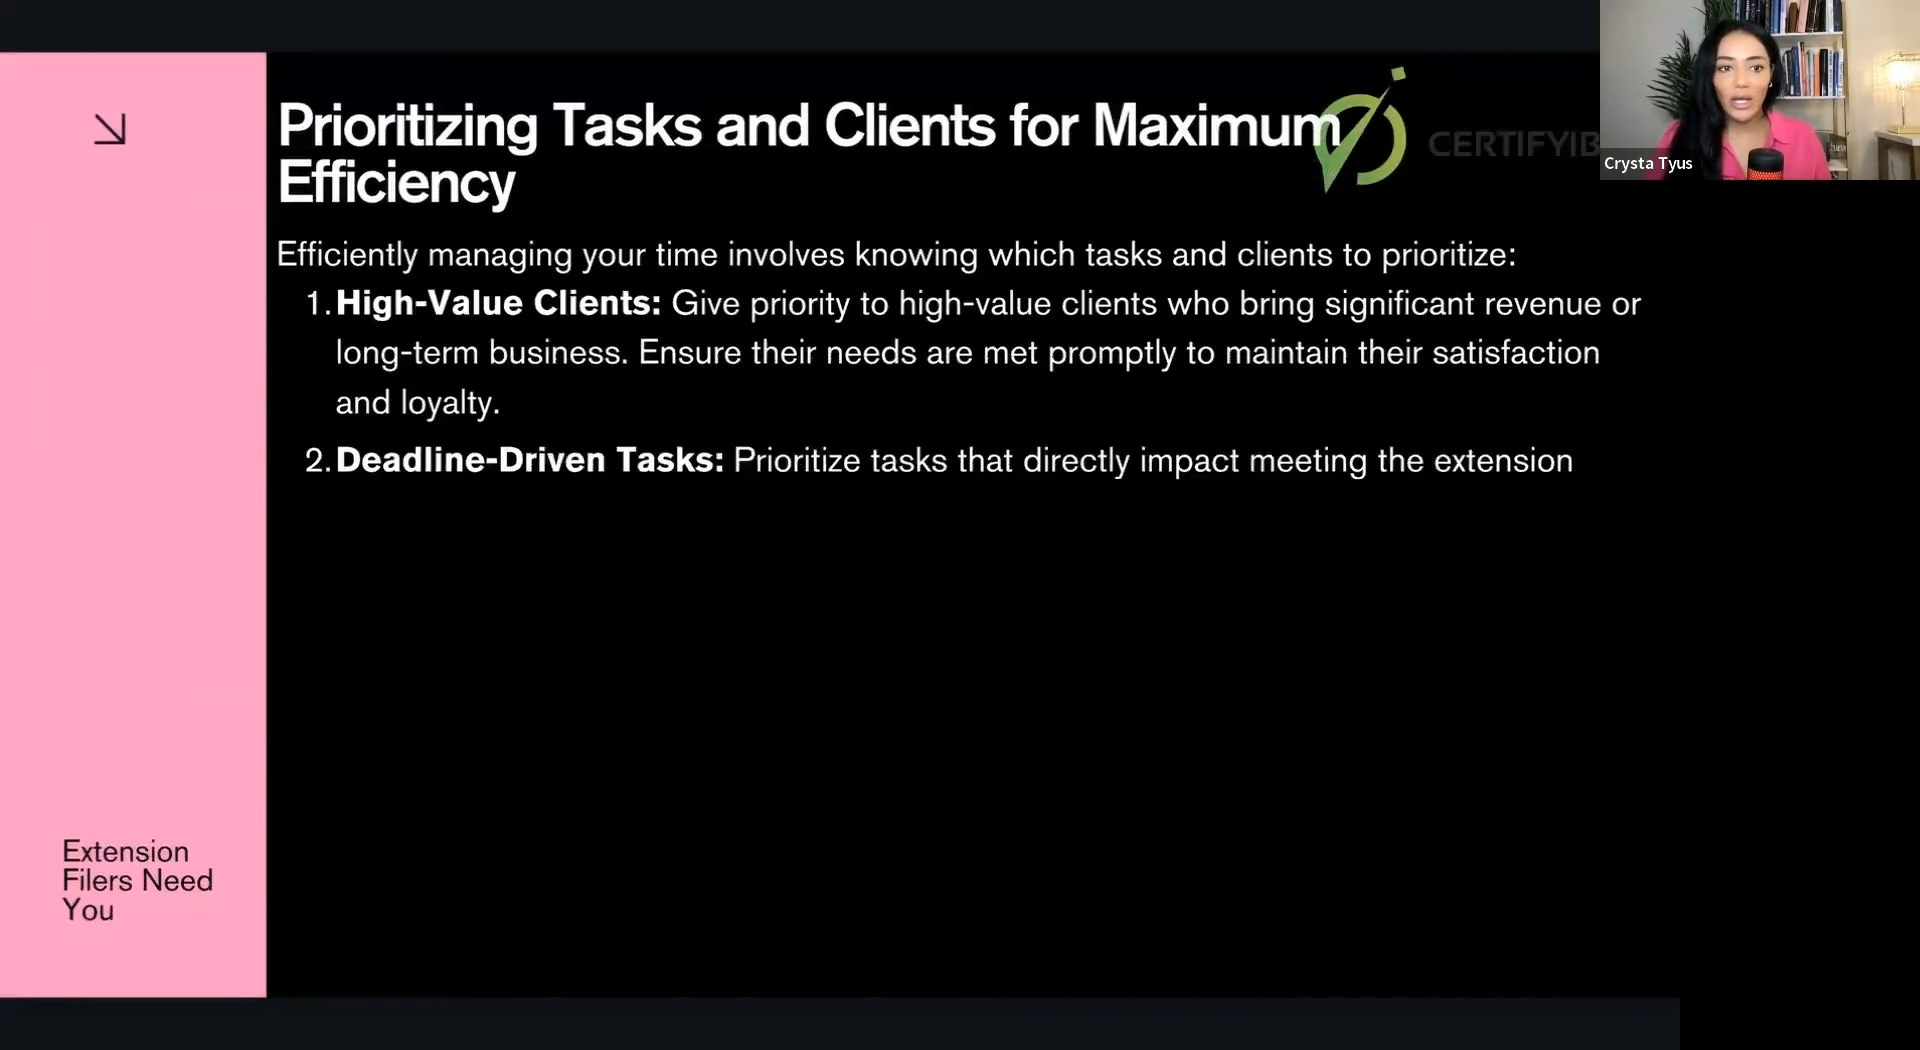 Prioritizing Tasks and Clients for Maximum
Efficiency
CERTIFYIB
Crysta Tyus
Efficiently managing your time involves knowing which tasks and clients to prioritize:
1. High-Value Clients: Give priority to high-value clients who bring significant revenue or
long-term business. Ensure their needs are met promptly to maintain their satisfaction
and loyalty.
2. Deadline-Driven Tasks: Prioritize tasks that directly impact meeting the extension
Extension
Filers Need
You